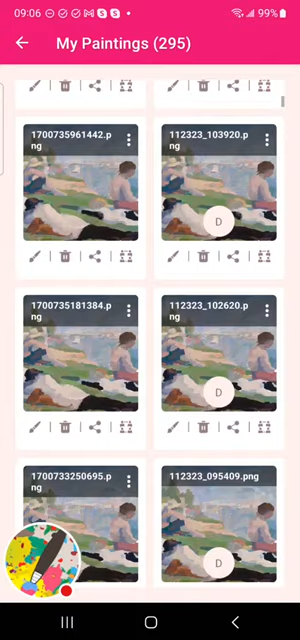 09:06
99%
My Paintings (295)
1700735961442.p
ng
112323_103920.p
ng
D
1700735181384.p
ng
112323_102620.p
ng
D
1700733250695.p
ng
112323_095409.png
D